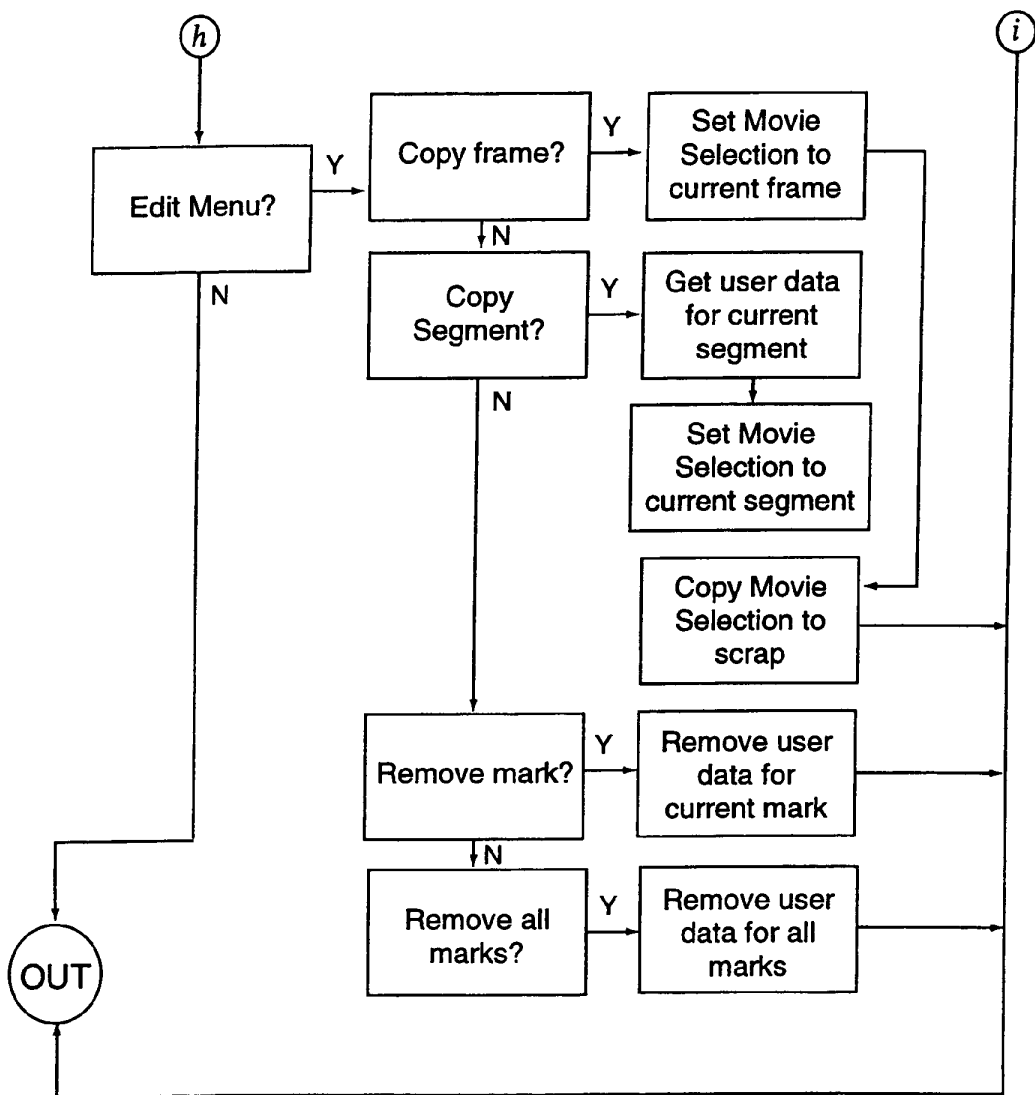 h
i
Edit Menu?
Y
N
Copy frame?
Y
N
Set Movie
Selection to
current frame
Copy
Segment?
Y
N
Get user data
for current
segment
Set Movie
Selection to
current segment
Copy Movie
Selection to
scrap
Remove mark?
Y
N
Remove user
data for
current mark
Remove all
marks?
Y
Remove user
data for all
marks
OUT